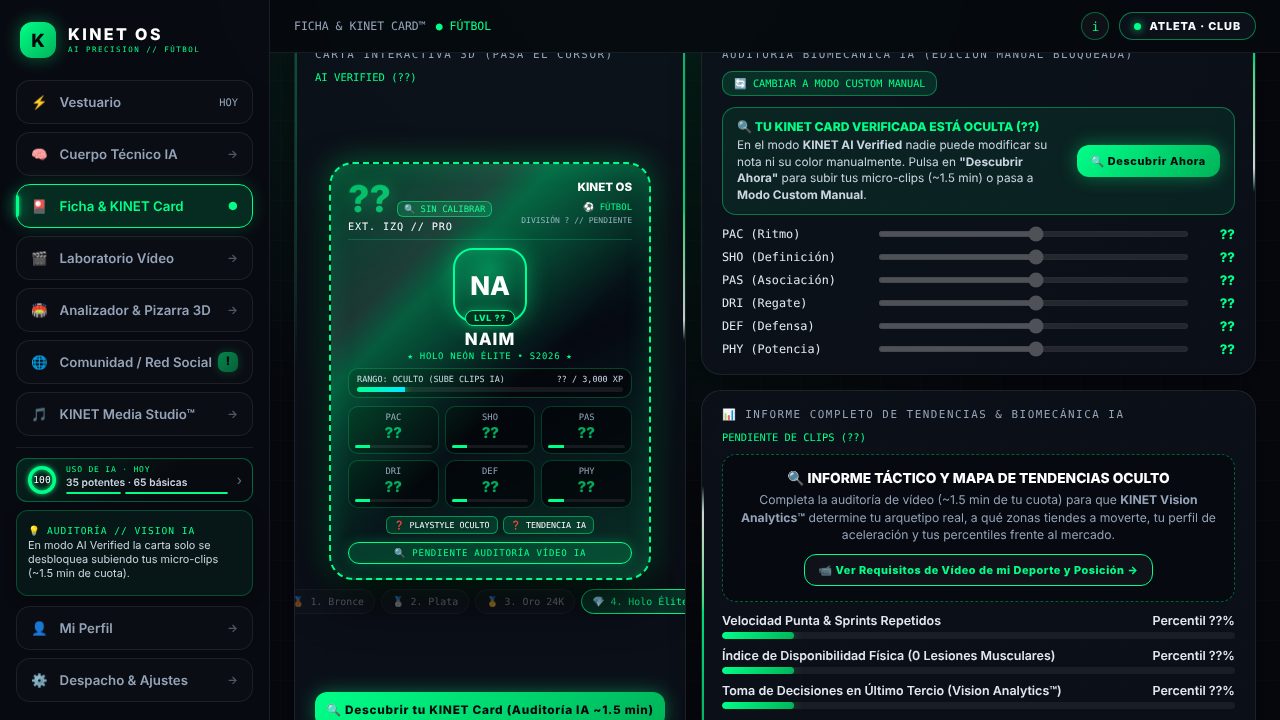 K
KINET OS
AI PRECISION // FÚTBOL
⚡ Vestuario HOY
🧠 Cuerpo Técnico IA →
🎴 Ficha & KINET Card
🎬 Laboratorio Vídeo →
🏟️ Analizador & Pizarra 3D →
🌐 Comunidad / Red Social !
🎵 KINET Media Studio™ →
100
USO DE IA · HOY
35 potentes · 65 básicas ›
💡 AUDITORÍA // VISION IA
En modo AI Verified la carta solo se
desbloquea subiendo tus micro-clips
(~1.5 min de cuota).
👤 Mi Perfil →
⚙️ Despacho & Ajustes →
FICHA & KINET CARD™ ● FÚTBOL
i
ATLETA · CLUB
CARTA INTERACTIVA 3D (PASA EL CURSOR)
AI VERIFIED (??)
??
🔍 SIN CALIBRAR
EXT. IZQ // PRO
KINET OS
⚽ FÚTBOL
DIVISIÓN ? // PENDIENTE
NA
LVL ??
NAIM
★ HOLO NEÓN ÉLITE • S2026 ★
RANGO: OCULTO (SUBE CLIPS IA) ?? / 3,000 XP
PAC SHO PAS
?? ?? ??
DRI DEF PHY
?? ?? ??
❓ PLAYSTYLE OCULTO ❓ TENDENCIA IA
🔍 PENDIENTE AUDITORÍA VÍDEO IA
🥉 1. Bronce 🥈 2. Plata 🥇 3. Oro 24K 💎 4. Holo Élite
🔍 Descubrir tu KINET Card (Auditoría IA ~1.5 min)
AUDITORÍA BIOMECÁNICA IA (EDICIÓN MANUAL BLOQUEADA)
🔄 CAMBIAR A MODO CUSTOM MANUAL
🔍 TU KINET CARD VERIFICADA ESTÁ OCULTA (??)
En el modo KINET AI Verified nadie puede modificar su
nota ni su color manualmente. Pulsa en "Descubrir
Ahora" para subir tus micro-clips (~1.5 min) o pasa a
Modo Custom Manual.
🔍 Descubrir Ahora
PAC (Ritmo) ??
SHO (Definición) ??
PAS (Asociación) ??
DRI (Regate) ??
DEF (Defensa) ??
PHY (Potencia) ??
📊 INFORME COMPLETO DE TENDENCIAS & BIOMECÁNICA IA
PENDIENTE DE CLIPS (??)
🔍 INFORME TÁCTICO Y MAPA DE TENDENCIAS OCULTO
Completa la auditoría de vídeo (~1.5 min de tu cuota) para que KINET Vision
Analytics™ determine tu arquetipo real, a qué zonas tiendes a moverte, tu perfil de
aceleración y tus percentiles frente al mercado.
📹 Ver Requisitos de Vídeo de mi Deporte y Posición →
Velocidad Punta & Sprints Repetidos Percentil ??%
Índice de Disponibilidad Física (0 Lesiones Musculares) Percentil ??%
Toma de Decisiones en Último Tercio (Vision Analytics™) Percentil ??%